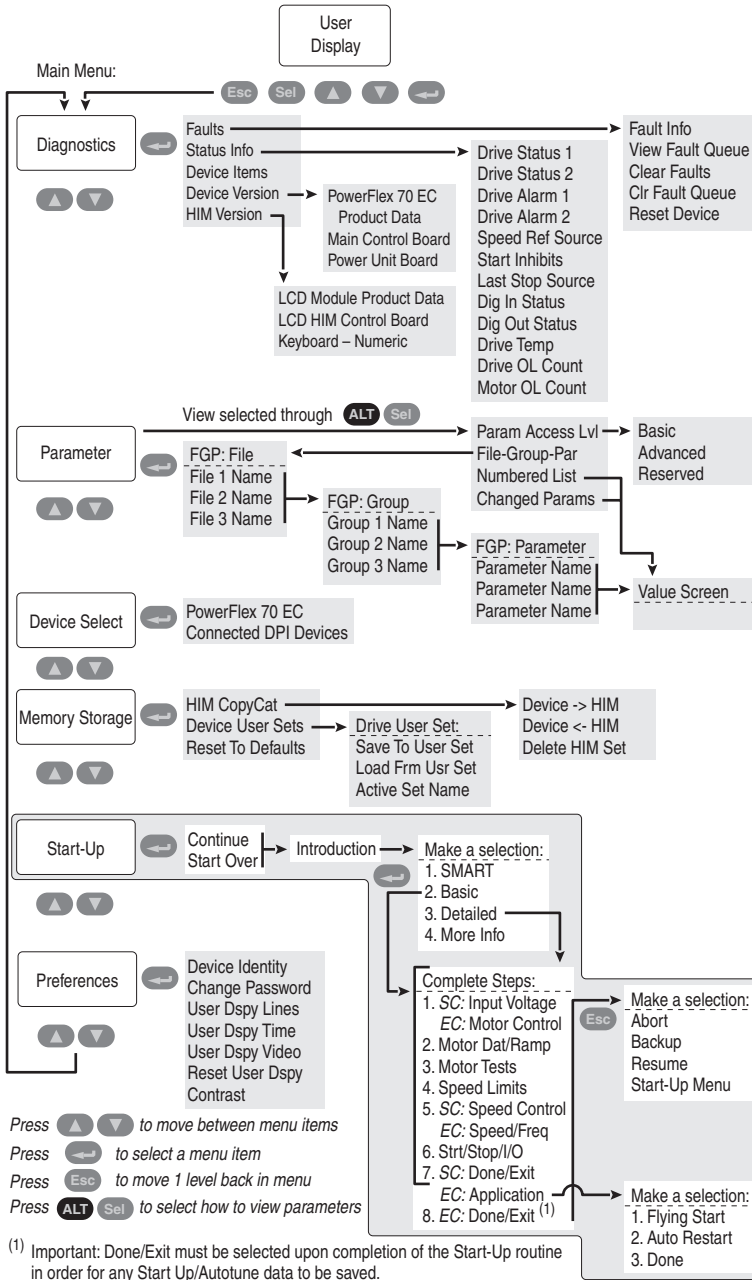 User
Display
Main Menu:
Esc Sel
Diagnostics
Faults
Status Info
Device Items
Device Version
HIM Version
PowerFlex 70 EC
Product Data
Main Control Board
Power Unit Board
LCD Module Product Data
LCD HIM Control Board
Keyboard – Numeric
Drive Status 1
Drive Status 2
Drive Alarm 1
Drive Alarm 2
Speed Ref Source
Start Inhibits
Last Stop Source
Dig In Status
Dig Out Status
Drive Temp
Drive OL Count
Motor OL Count
Fault Info
View Fault Queue
Clear Faults
Clr Fault Queue
Reset Device
View selected through ALT Sel
Parameter
FGP: File
File 1 Name
File 2 Name
File 3 Name
FGP: Group
Group 1 Name
Group 2 Name
Group 3 Name
FGP: Parameter
Parameter Name
Parameter Name
Parameter Name
Param Access Lvl
File-Group-Par
Numbered List
Changed Params
Basic
Advanced
Reserved
Value Screen
Device Select
PowerFlex 70 EC
Connected DPI Devices
Memory Storage
HIM CopyCat
Device User Sets
Reset To Defaults
Drive User Set:
Save To User Set
Load Frm Usr Set
Active Set Name
Device -> HIM
Device <- HIM
Delete HIM Set
Start-Up
Continue
Start Over
Introduction
Make a selection:
1. SMART
2. Basic
3. Detailed
4. More Info
Complete Steps:
1. SC: Input Voltage
EC: Motor Control
2. Motor Dat/Ramp
3. Motor Tests
4. Speed Limits
5. SC: Speed Control
EC: Speed/Freq
6. Strt/Stop/I/O
7. SC: Done/Exit
EC: Application
8. EC: Done/Exit (1)
Esc
Make a selection:
Abort
Backup
Resume
Start-Up Menu
Make a selection:
1. Flying Start
2. Auto Restart
3. Done
Preferences
Device Identity
Change Password
User Dspy Lines
User Dspy Time
User Dspy Video
Reset User Dspy
Contrast
Press to move between menu items
Press to select a menu item
Press Esc to move 1 level back in menu
Press ALT Sel to select how to view parameters
(1) Important: Done/Exit must be selected upon completion of the Start-Up routine
in order for any Start Up/Autotune data to be saved.